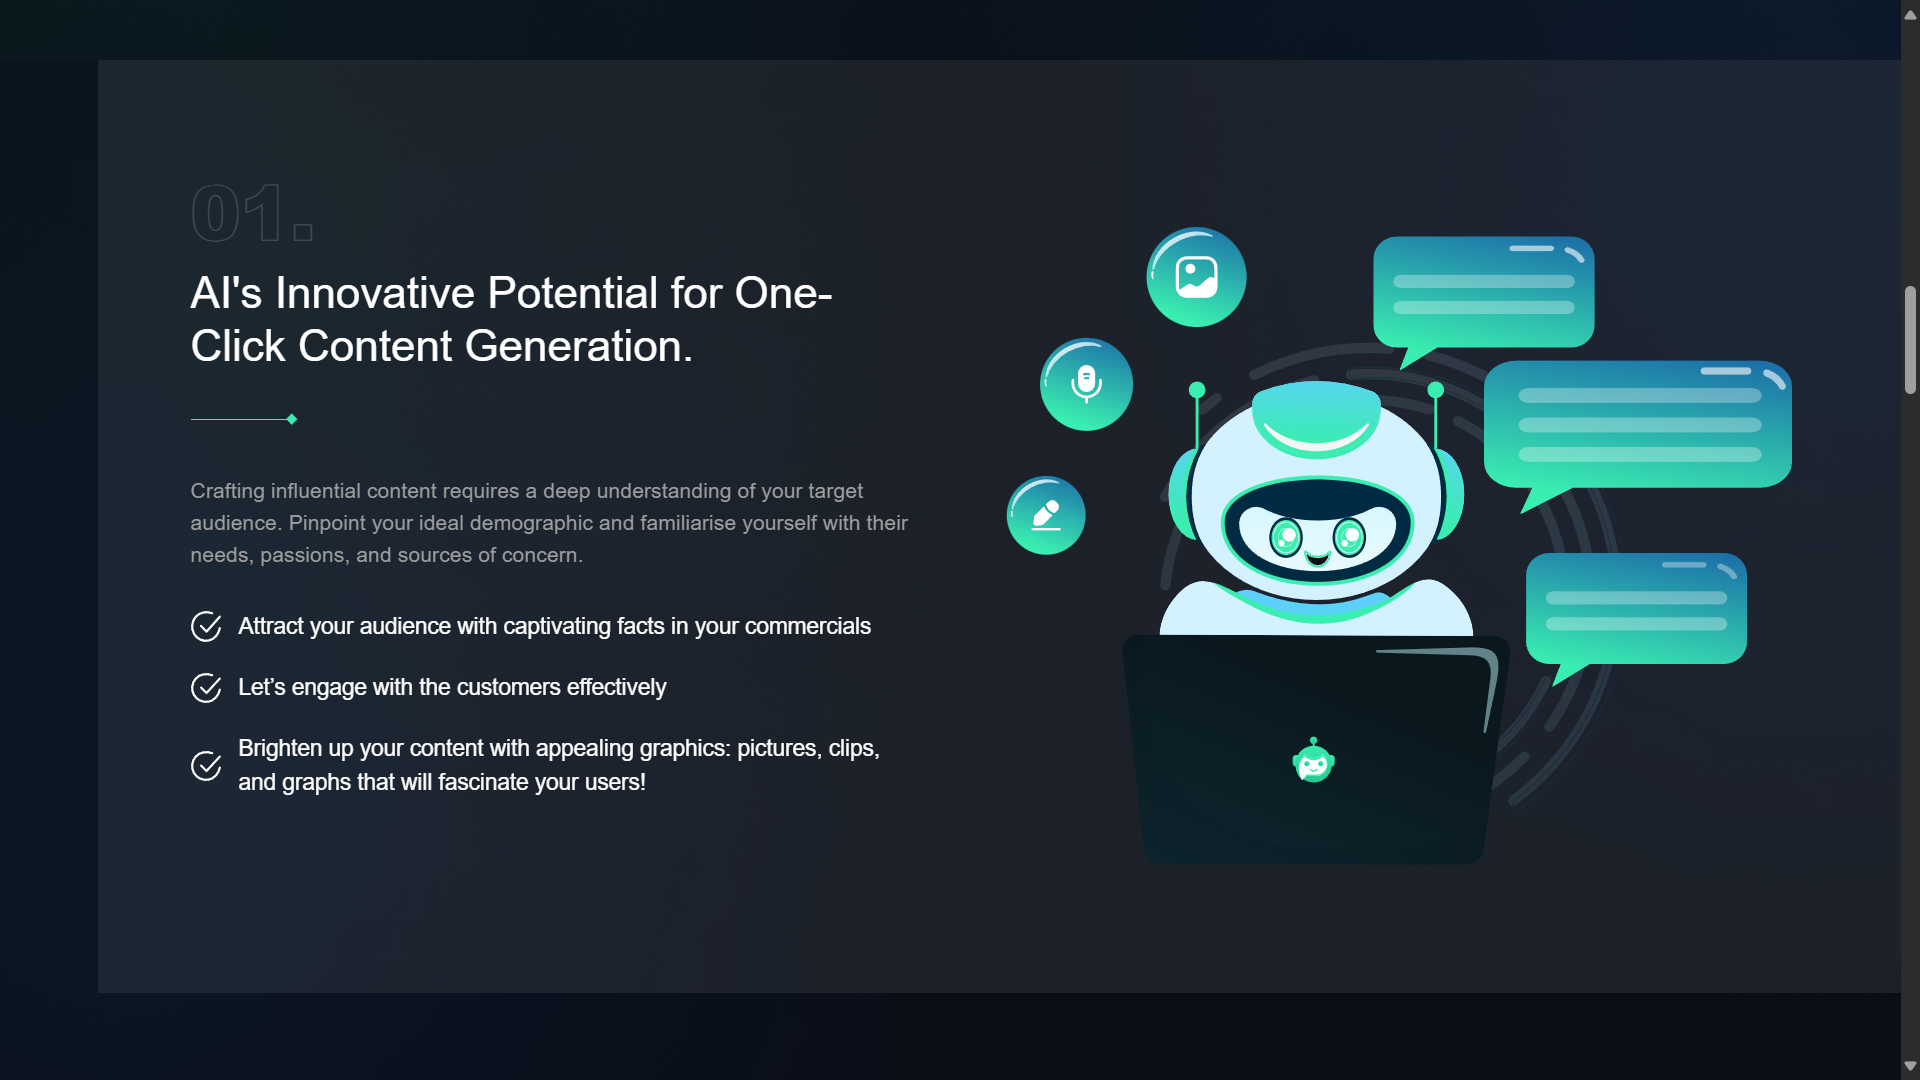 01.
AI's Innovative Potential for One-
Click Content Generation.
Crafting influential content requires a deep understanding of your target
audience. Pinpoint your ideal demographic and familiarise yourself with their
needs, passions, and sources of concern.
Attract your audience with captivating facts in your commercials
Let’s engage with the customers effectively
Brighten up your content with appealing graphics: pictures, clips,
and graphs that will fascinate your users!